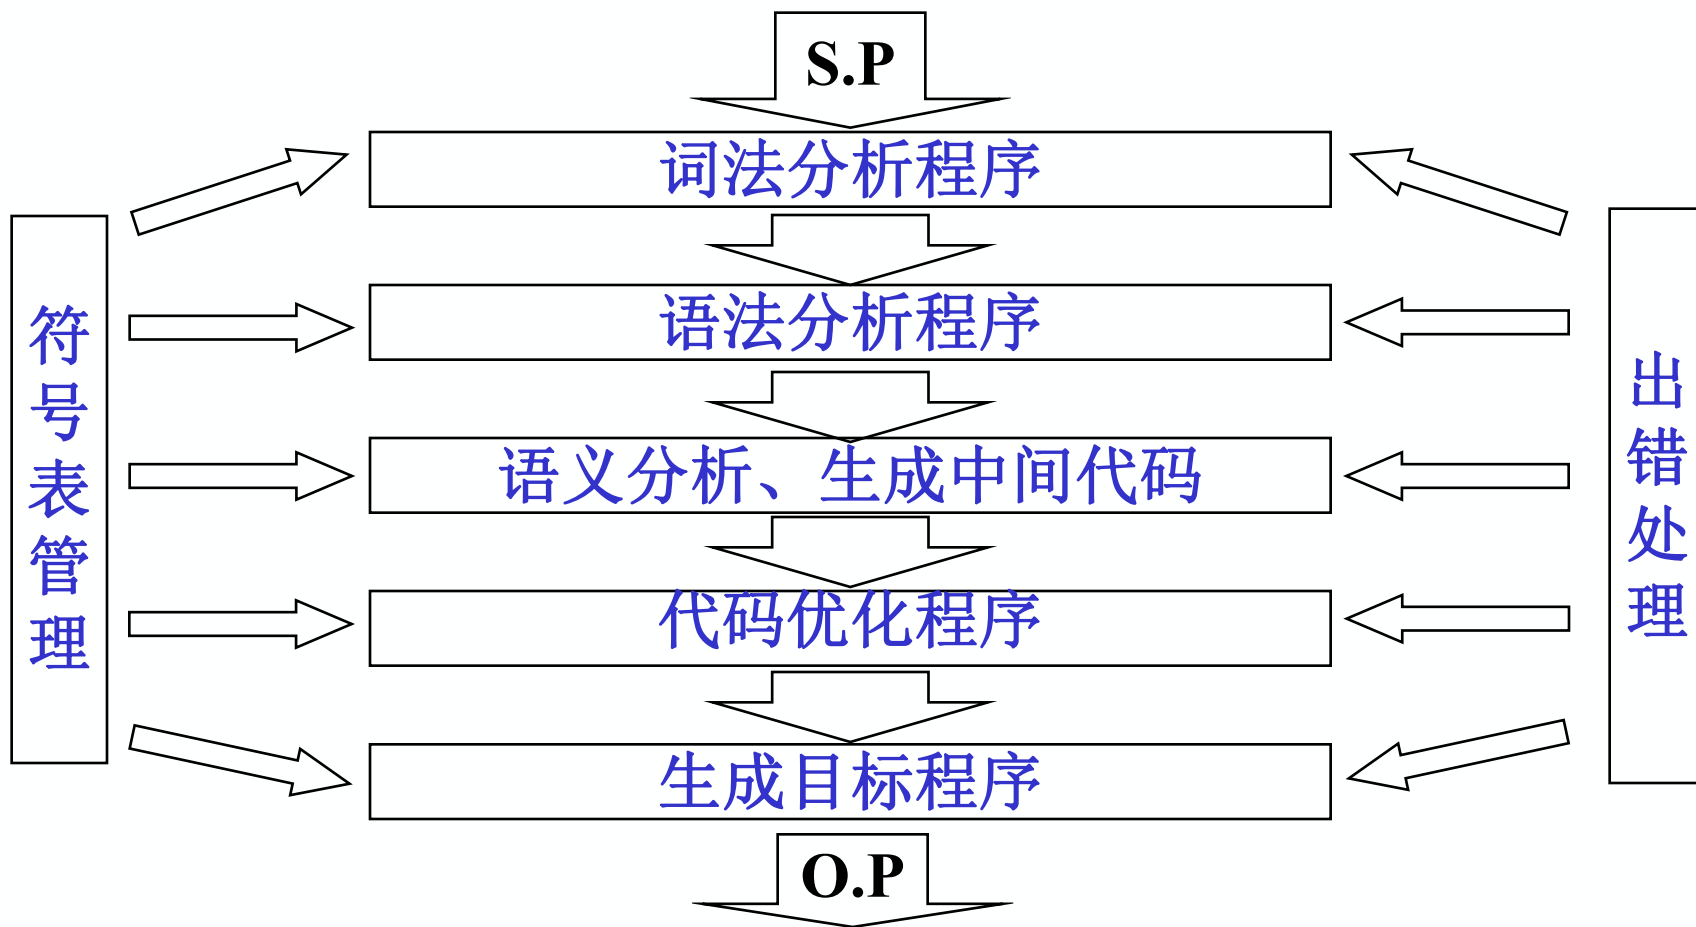 S.P
词法分析程序
语法分析程序
语义分析、生成中间代码
代码优化程序
生成目标程序
O.P
符号表管理
出错处理